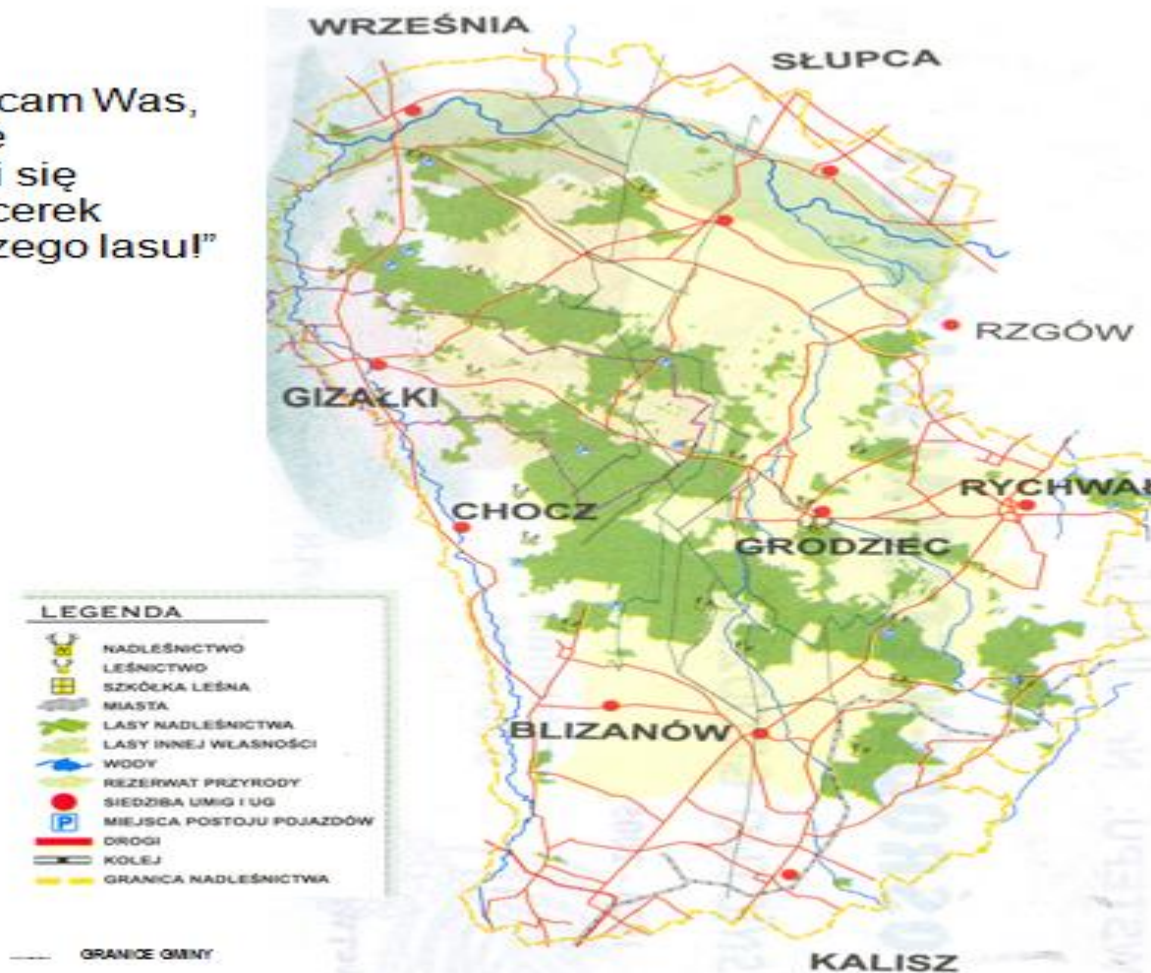 cam Was,
e
i się
cerek
zego lasu!”
WRZEŚNIA
SŁUPCA
RZGÓW
GIZAŁKI
CHOCZ
RYCHWAŁ
GRODZIEC
BLIZANÓW
KALISZ
LEGENDA
NADLEŚNICTWO
LEŚNICTWO
SZKÓŁKA LEŚNA
MIASTA
LASY NADLEŚNICTWA
LASY INNEJ WŁASNOŚCI
WODY
REZERWAT PRZYRODY
SIEDZIBA UMIG I UG
P MIEJSCA POSTOJU POJAZDÓW
DROGI
KOLEJ
GRANICA NADLEŚNICTWA
GRANICE GMINY